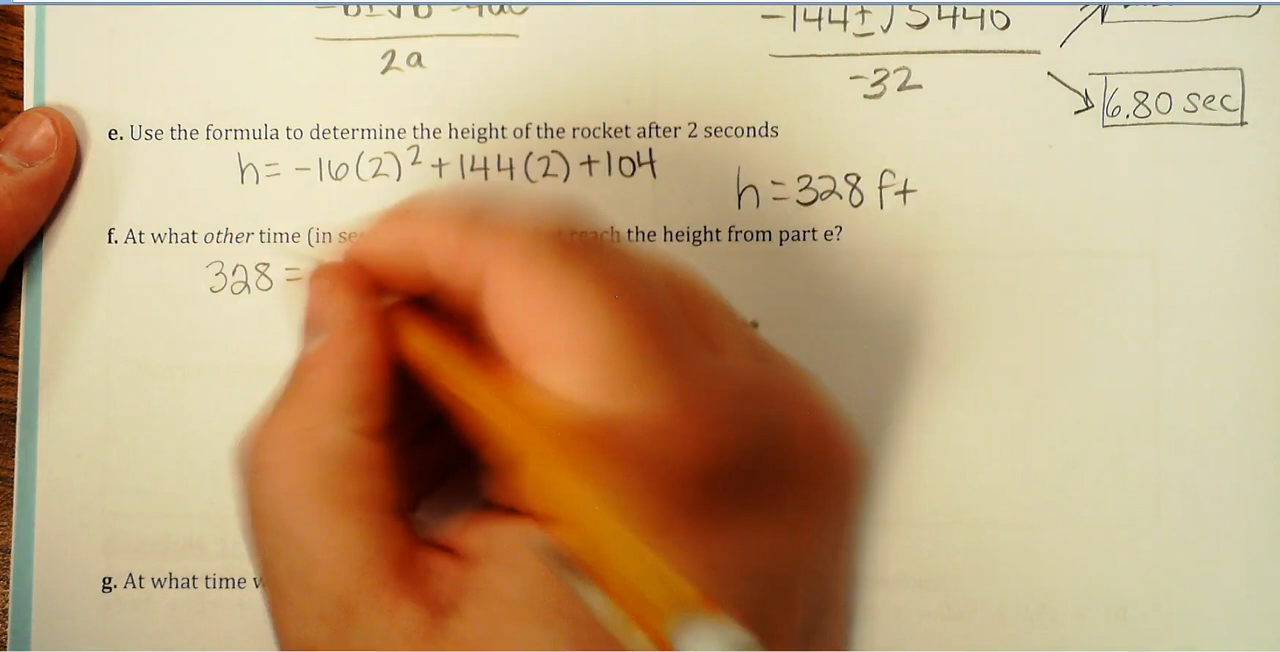 2a
-144±√5440
-32
6.80 sec
e. Use the formula to determine the height of the rocket after 2 seconds
h = -16(2)² + 144(2) + 104
h = 328 ft
f. At what other time (in reach the height from part e?
328 =
g. At what time